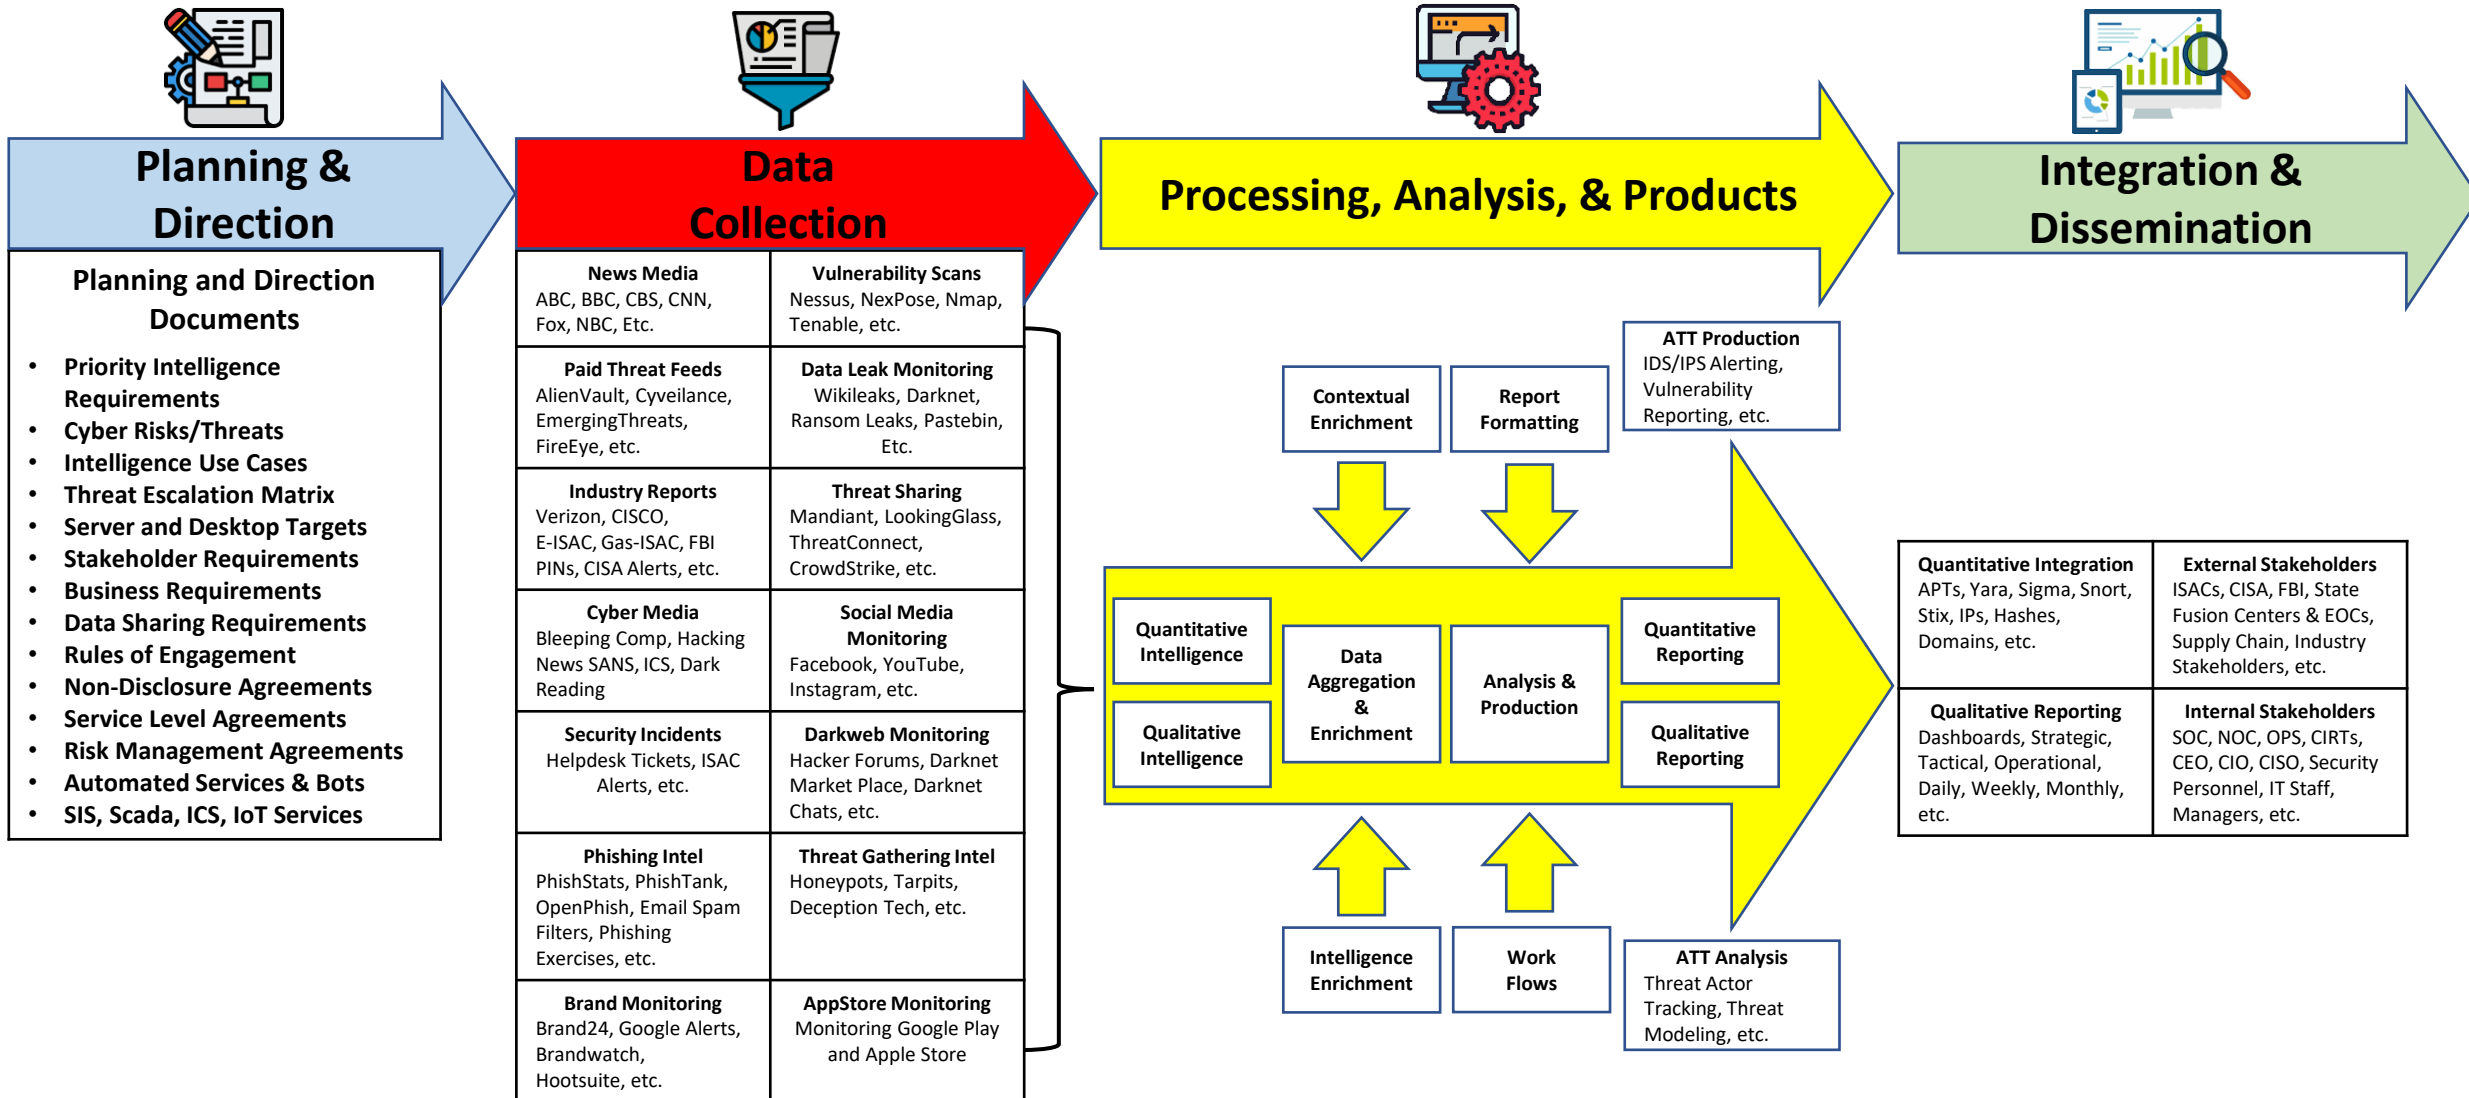 Planning &
Direction
Data
Collection
Processing, Analysis, & Products
Integration &
Dissemination
Planning and Direction
Documents
• Priority Intelligence
Requirements
• Cyber Risks/Threats
• Intelligence Use Cases
• Threat Escalation Matrix
• Server and Desktop Targets
• Stakeholder Requirements
• Business Requirements
• Data Sharing Requirements
• Rules of Engagement
• Non-Disclosure Agreements
• Service Level Agreements
• Risk Management Agreements
• Automated Services & Bots
• SIS, Scada, ICS, IoT Services
News Media
ABC, BBC, CBS, CNN,
Fox, NBC, Etc.
Vulnerability Scans
Nessus, NexPose, Nmap,
Tenable, etc.
Paid Threat Feeds
AlienVault, Cyveilance,
EmergingThreats,
FireEye, etc.
Data Leak Monitoring
Wikileaks, Darknet,
Ransom Leaks, Pastebin,
Etc.
Industry Reports
Verizon, CISCO,
E-ISAC, Gas-ISAC, FBI
PINs, CISA Alerts, etc.
Threat Sharing
Mandiant, LookingGlass,
ThreatConnect,
CrowdStrike, etc.
Cyber Media
Bleeping Comp, Hacking
News SANS, ICS, Dark
Reading
Social Media
Monitoring
Facebook, YouTube,
Instagram, etc.
Security Incidents
Helpdesk Tickets, ISAC
Alerts, etc.
Darkweb Monitoring
Hacker Forums, Darknet
Market Place, Darknet
Chats, etc.
Phishing Intel
PhishStats, PhishTank,
OpenPhish, Email Spam
Filters, Phishing
Exercises, etc.
Threat Gathering Intel
Honeypots, Tarpits,
Deception Tech, etc.
Brand Monitoring
Brand24, Google Alerts,
Brandwatch,
Hootsuite, etc.
AppStore Monitoring
Monitoring Google Play
and Apple Store
Contextual
Enrichment
Report
Formatting
ATT Production
IDS/IPS Alerting,
Vulnerability
Reporting, etc.
Quantitative
Intelligence
Qualitative
Intelligence
Data
Aggregation
&
Enrichment
Analysis &
Production
Quantitative
Reporting
Qualitative
Reporting
Intelligence
Enrichment
Work
Flows
ATT Analysis
Threat Actor
Tracking, Threat
Modeling, etc.
Quantitative Integration
APTs, Yara, Sigma, Snort,
Stix, IPs, Hashes,
Domains, etc.
External Stakeholders
ISACs, CISA, FBI, State
Fusion Centers & EOCs,
Supply Chain, Industry
Stakeholders, etc.
Qualitative Reporting
Dashboards, Strategic,
Tactical, Operational,
Daily, Weekly, Monthly,
etc.
Internal Stakeholders
SOC, NOC, OPS, CIRTs,
CEO, CIO, CISO, Security
Personnel, IT Staff,
Managers, etc.